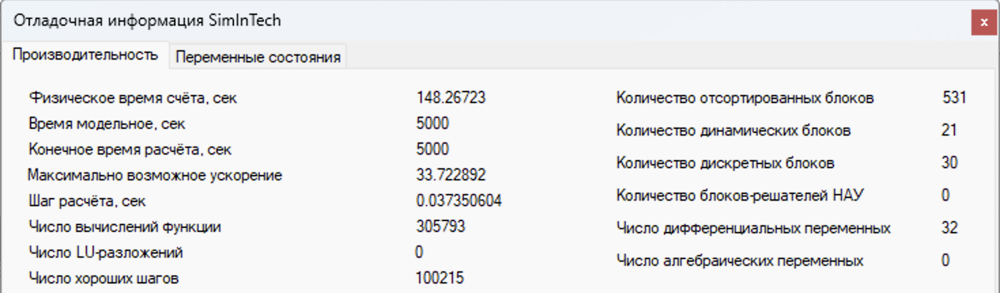 Отладочная информация SimInTech
x
Производительность
Переменные состояния
Физическое время счёта, сек 148.26723
Время модельное, сек 5000
Конечное время расчёта, сек 5000
Максимально возможное ускорение 33.722892
Шаг расчёта, сек 0.037350604
Число вычислений функции 305793
Число LU-разложений 0
Число хороших шагов 100215
Количество отсортированных блоков 531
Количество динамических блоков 21
Количество дискретных блоков 30
Количество блоков-решателей НАУ 0
Число дифференциальных переменных 32
Число алгебраических переменных 0